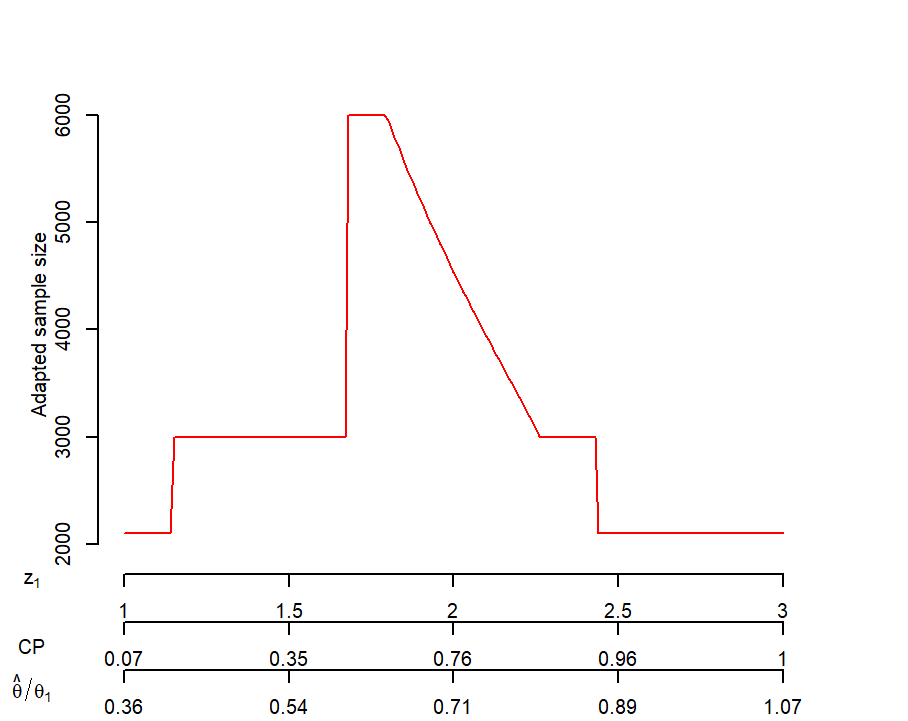 Adapted sample size
6000
5000
4000
3000
2000
z₁
1 1.5 2 2.5 3
CP
0.07 0.35 0.76 0.96 1
θ̂/θ₁
0.36 0.54 0.71 0.89 1.07